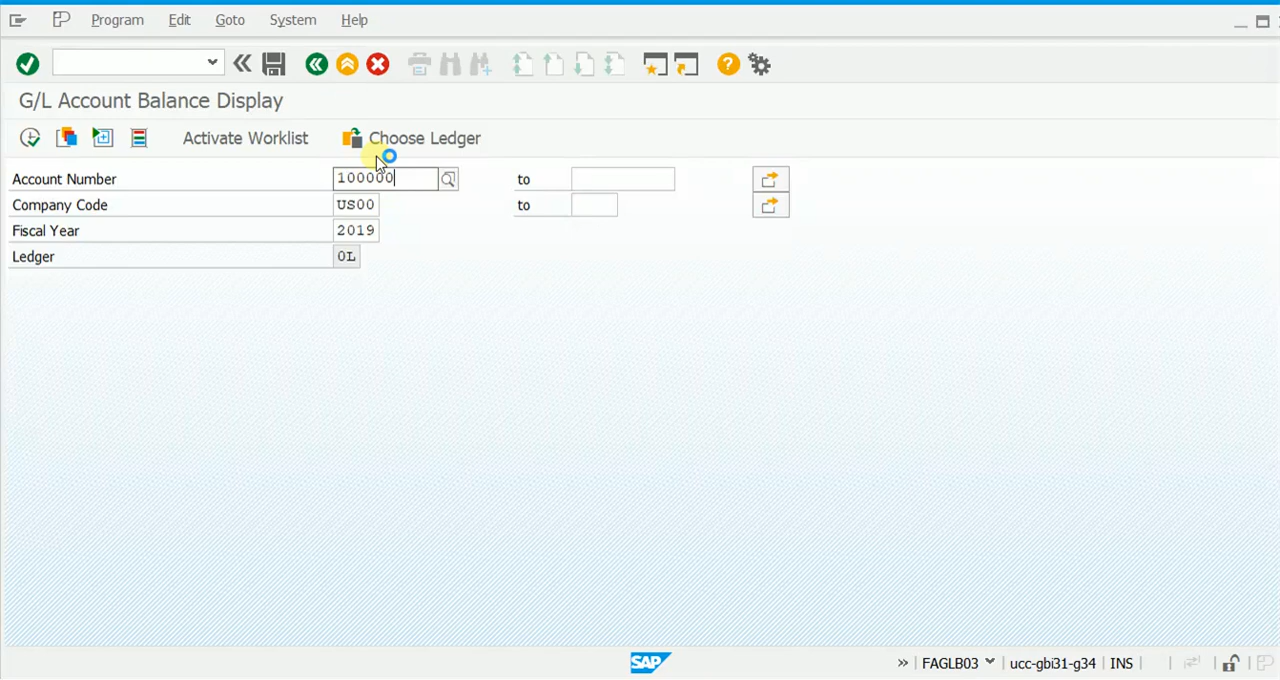 Program Edit Goto System Help
G/L Account Balance Display
Activate Worklist Choose Ledger
Account Number 100000 to
Company Code US00 to
Fiscal Year 2019
Ledger 0L
SAP FAGLB03 ucc-gbi31-g34 INS